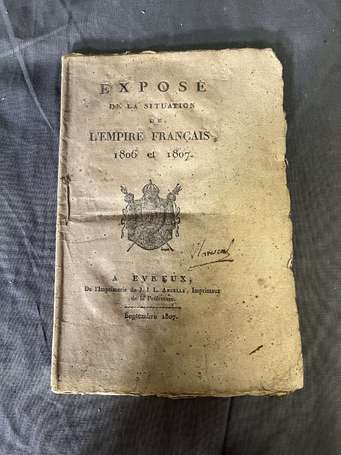 EXPOSÉ
DE LA SITUATION
DE
L'EMPIRE FRANÇAIS,
1806 et 1807.
A EVREUX,
De l'Imprimerie de J. J. L. ANCELLE, Imprimeur
de la Préfecture.
Septembre 1807.